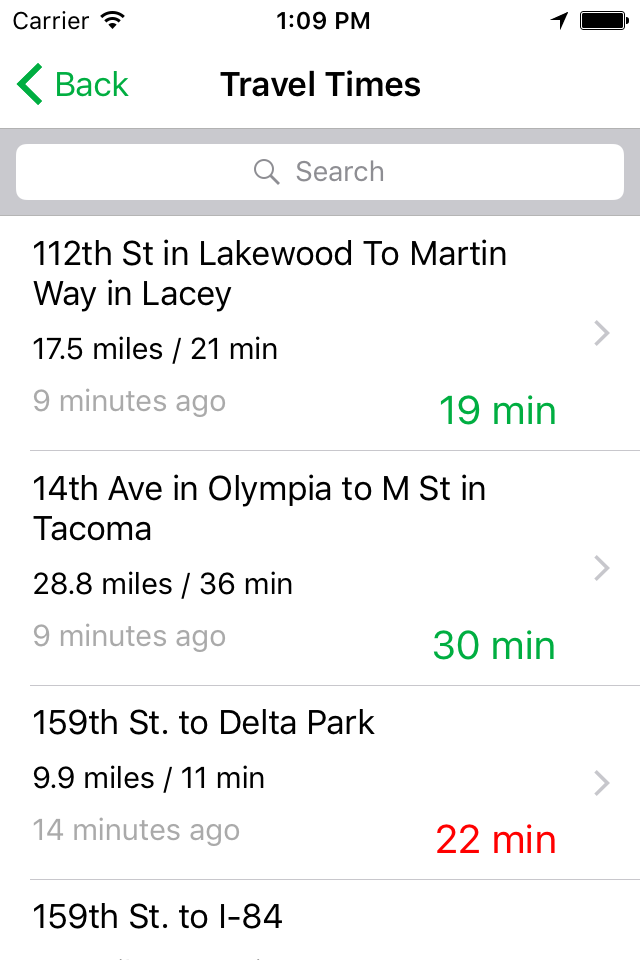 Carrier 1:09 PM
Back Travel Times
Search
112th St in Lakewood To Martin
Way in Lacey
17.5 miles / 21 min
9 minutes ago 19 min
14th Ave in Olympia to M St in
Tacoma
28.8 miles / 36 min
9 minutes ago 30 min
159th St. to Delta Park
9.9 miles / 11 min
14 minutes ago 22 min
159th St. to I-84